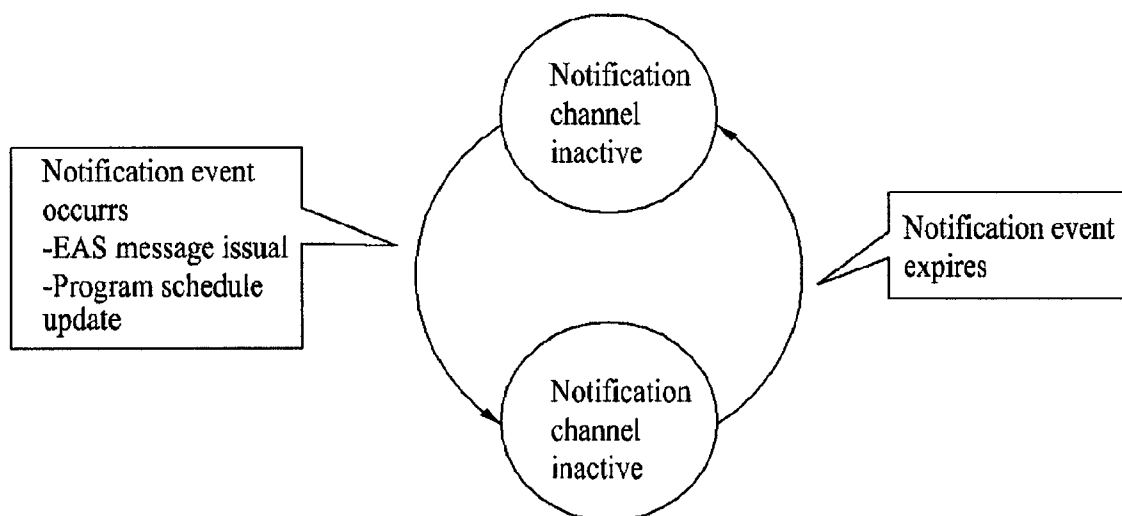 Notification
channel
inactive
Notification event
occurrs
-EAS message issual
-Program schedule
update
Notification event
expires
Notification
channel
inactive